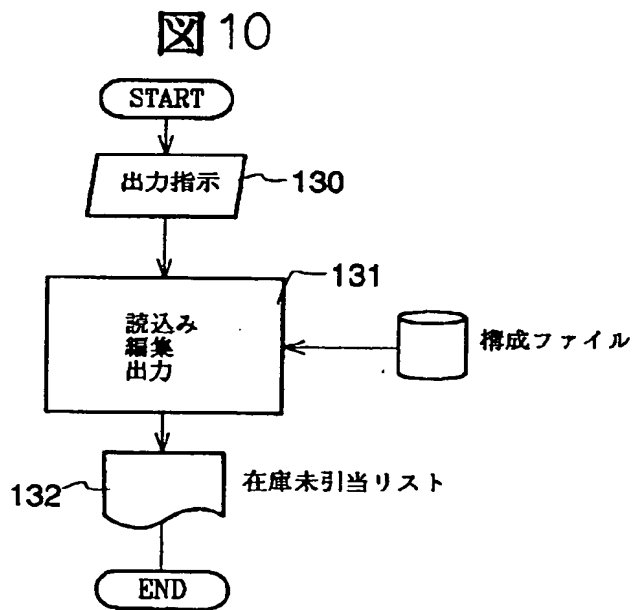 図10
START
出力指示
130
131
読込み
編集
出力
構成ファイル
132
在庫未引当リスト
END